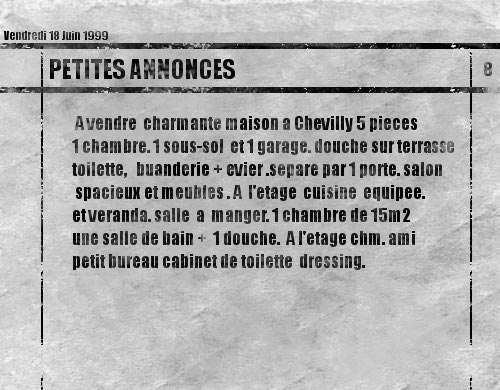 Vendredi 18 Juin 1999
PETITES ANNONCES
8
A vendre charmante maison a Chevilly 5 pieces
1 chambre. 1 sous-sol et 1 garage. douche sur terrasse
toilette, buanderie + evier .separe par 1 porte. salon
spacieux et meubles . A l'etage cuisine equipee.
et veranda. salle a manger. 1 chambre de 15m2
une salle de bain + 1 douche. A l'etage chm. ami
petit bureau cabinet de toilette dressing.